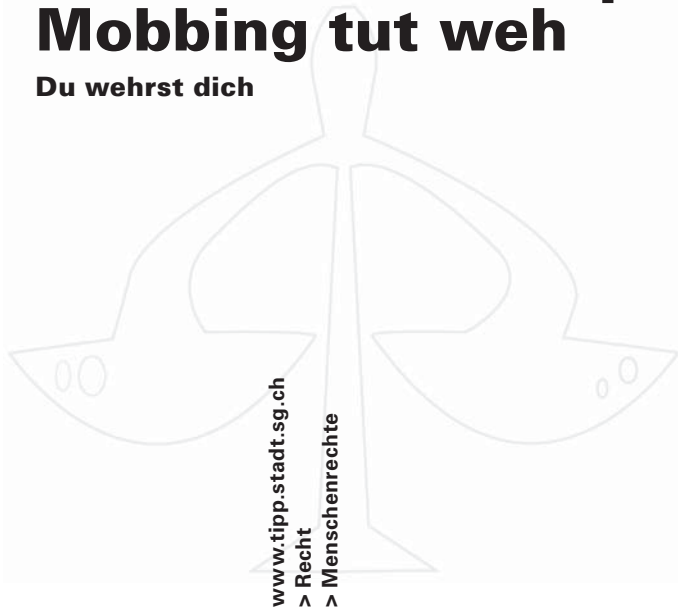 Mobbing tut weh
Du wehrst dich
www.tipp.stadt.sg.ch
> Recht
> Menschenrechte